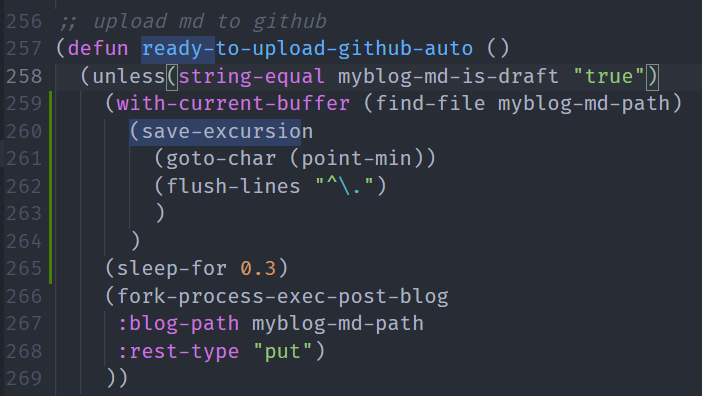 256 ;; upload md to github
257 (defun ready-to-upload-github-auto ()
258   (unless(string-equal myblog-md-is-draft "true")
259     (with-current-buffer (find-file myblog-md-path)
260       (save-excursion
261         (goto-char (point-min))
262         (flush-lines "^\.")
263         )
264       )
265     (sleep-for 0.3)
266     (fork-process-exec-post-blog
267      :blog-path myblog-md-path
268      :rest-type "put")
269     ))